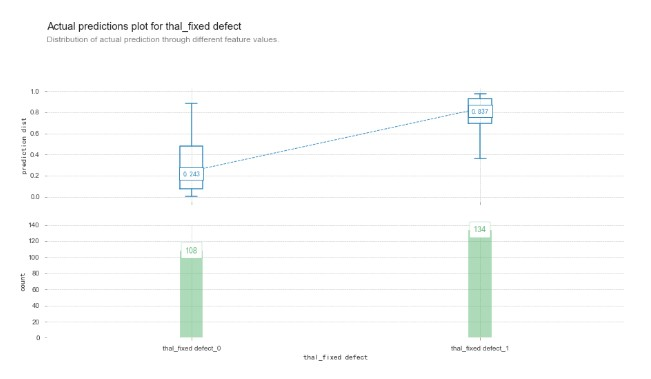 Actual predictions plot for thal_fixed defect
Distribution of actual prediction through different feature values.
prediction dist
1.0
0.8
0.6
0.4
0.2
0.0
0.243
0.837
count
140
120
100
80
60
40
20
0
108
134
thal_fixed defect_0
thal_fixed defect_1
thal_fixed defect